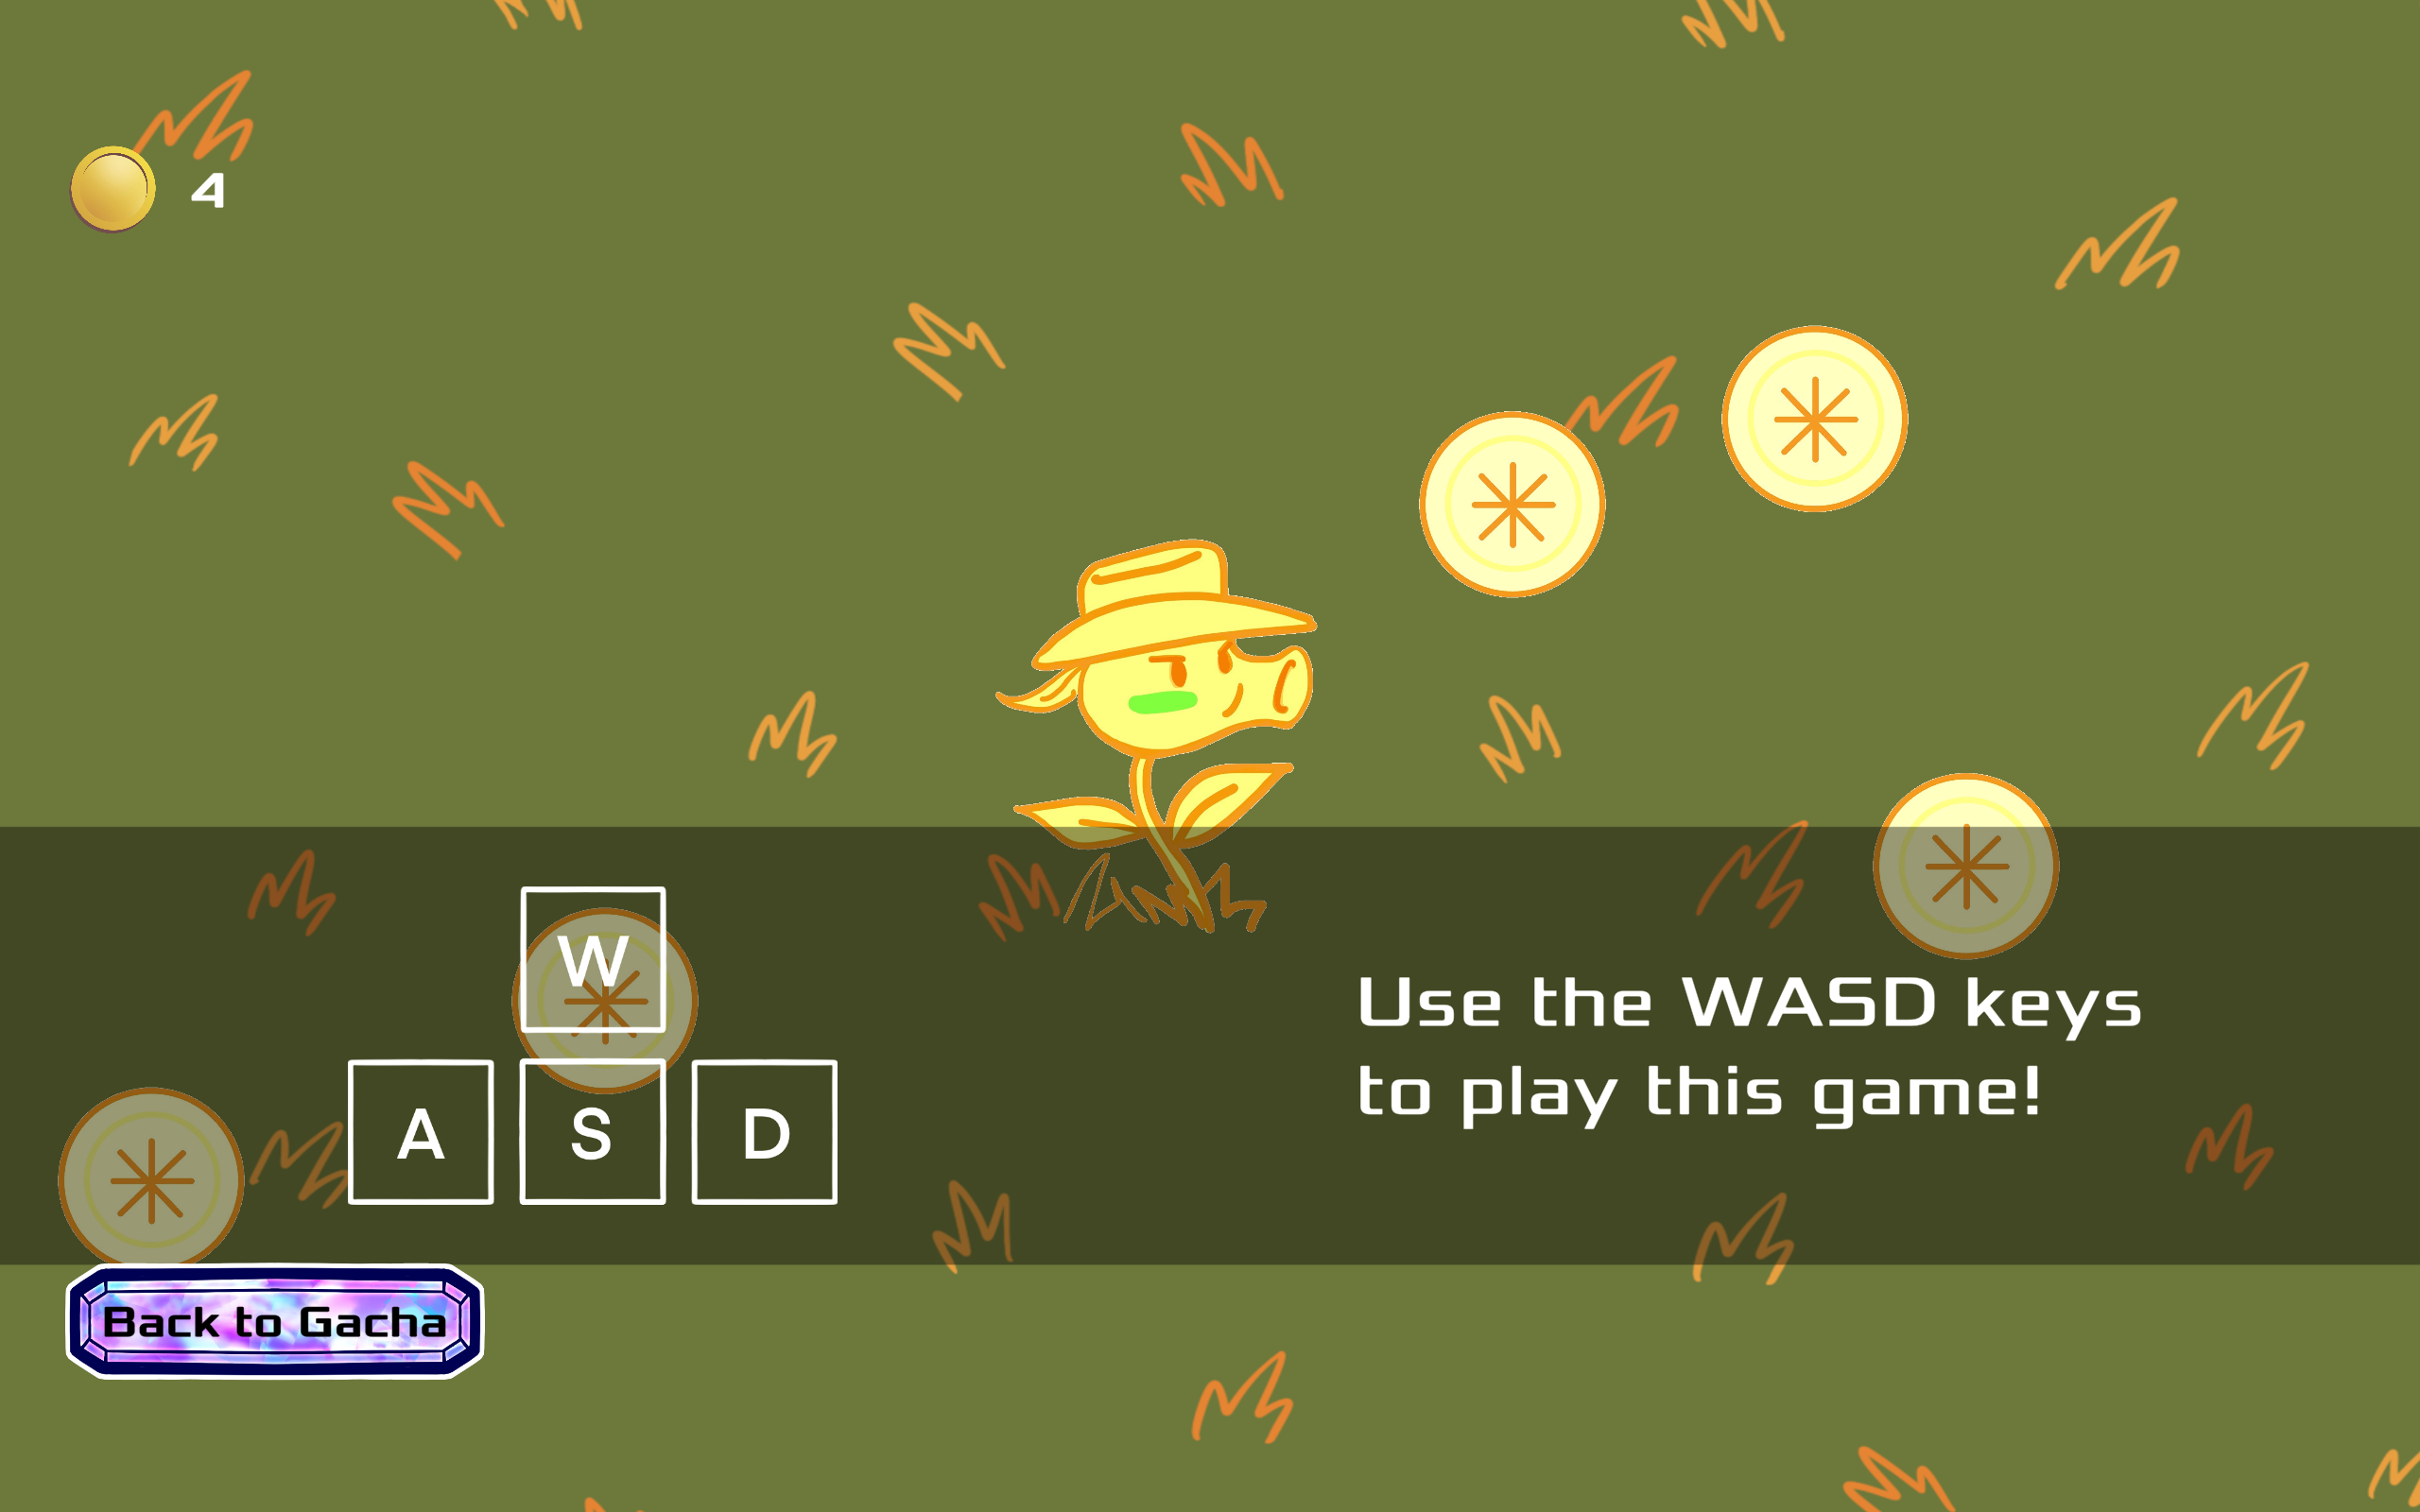 4
W
A S D
Use the WASD keys
to play this game!
Back to Gacha